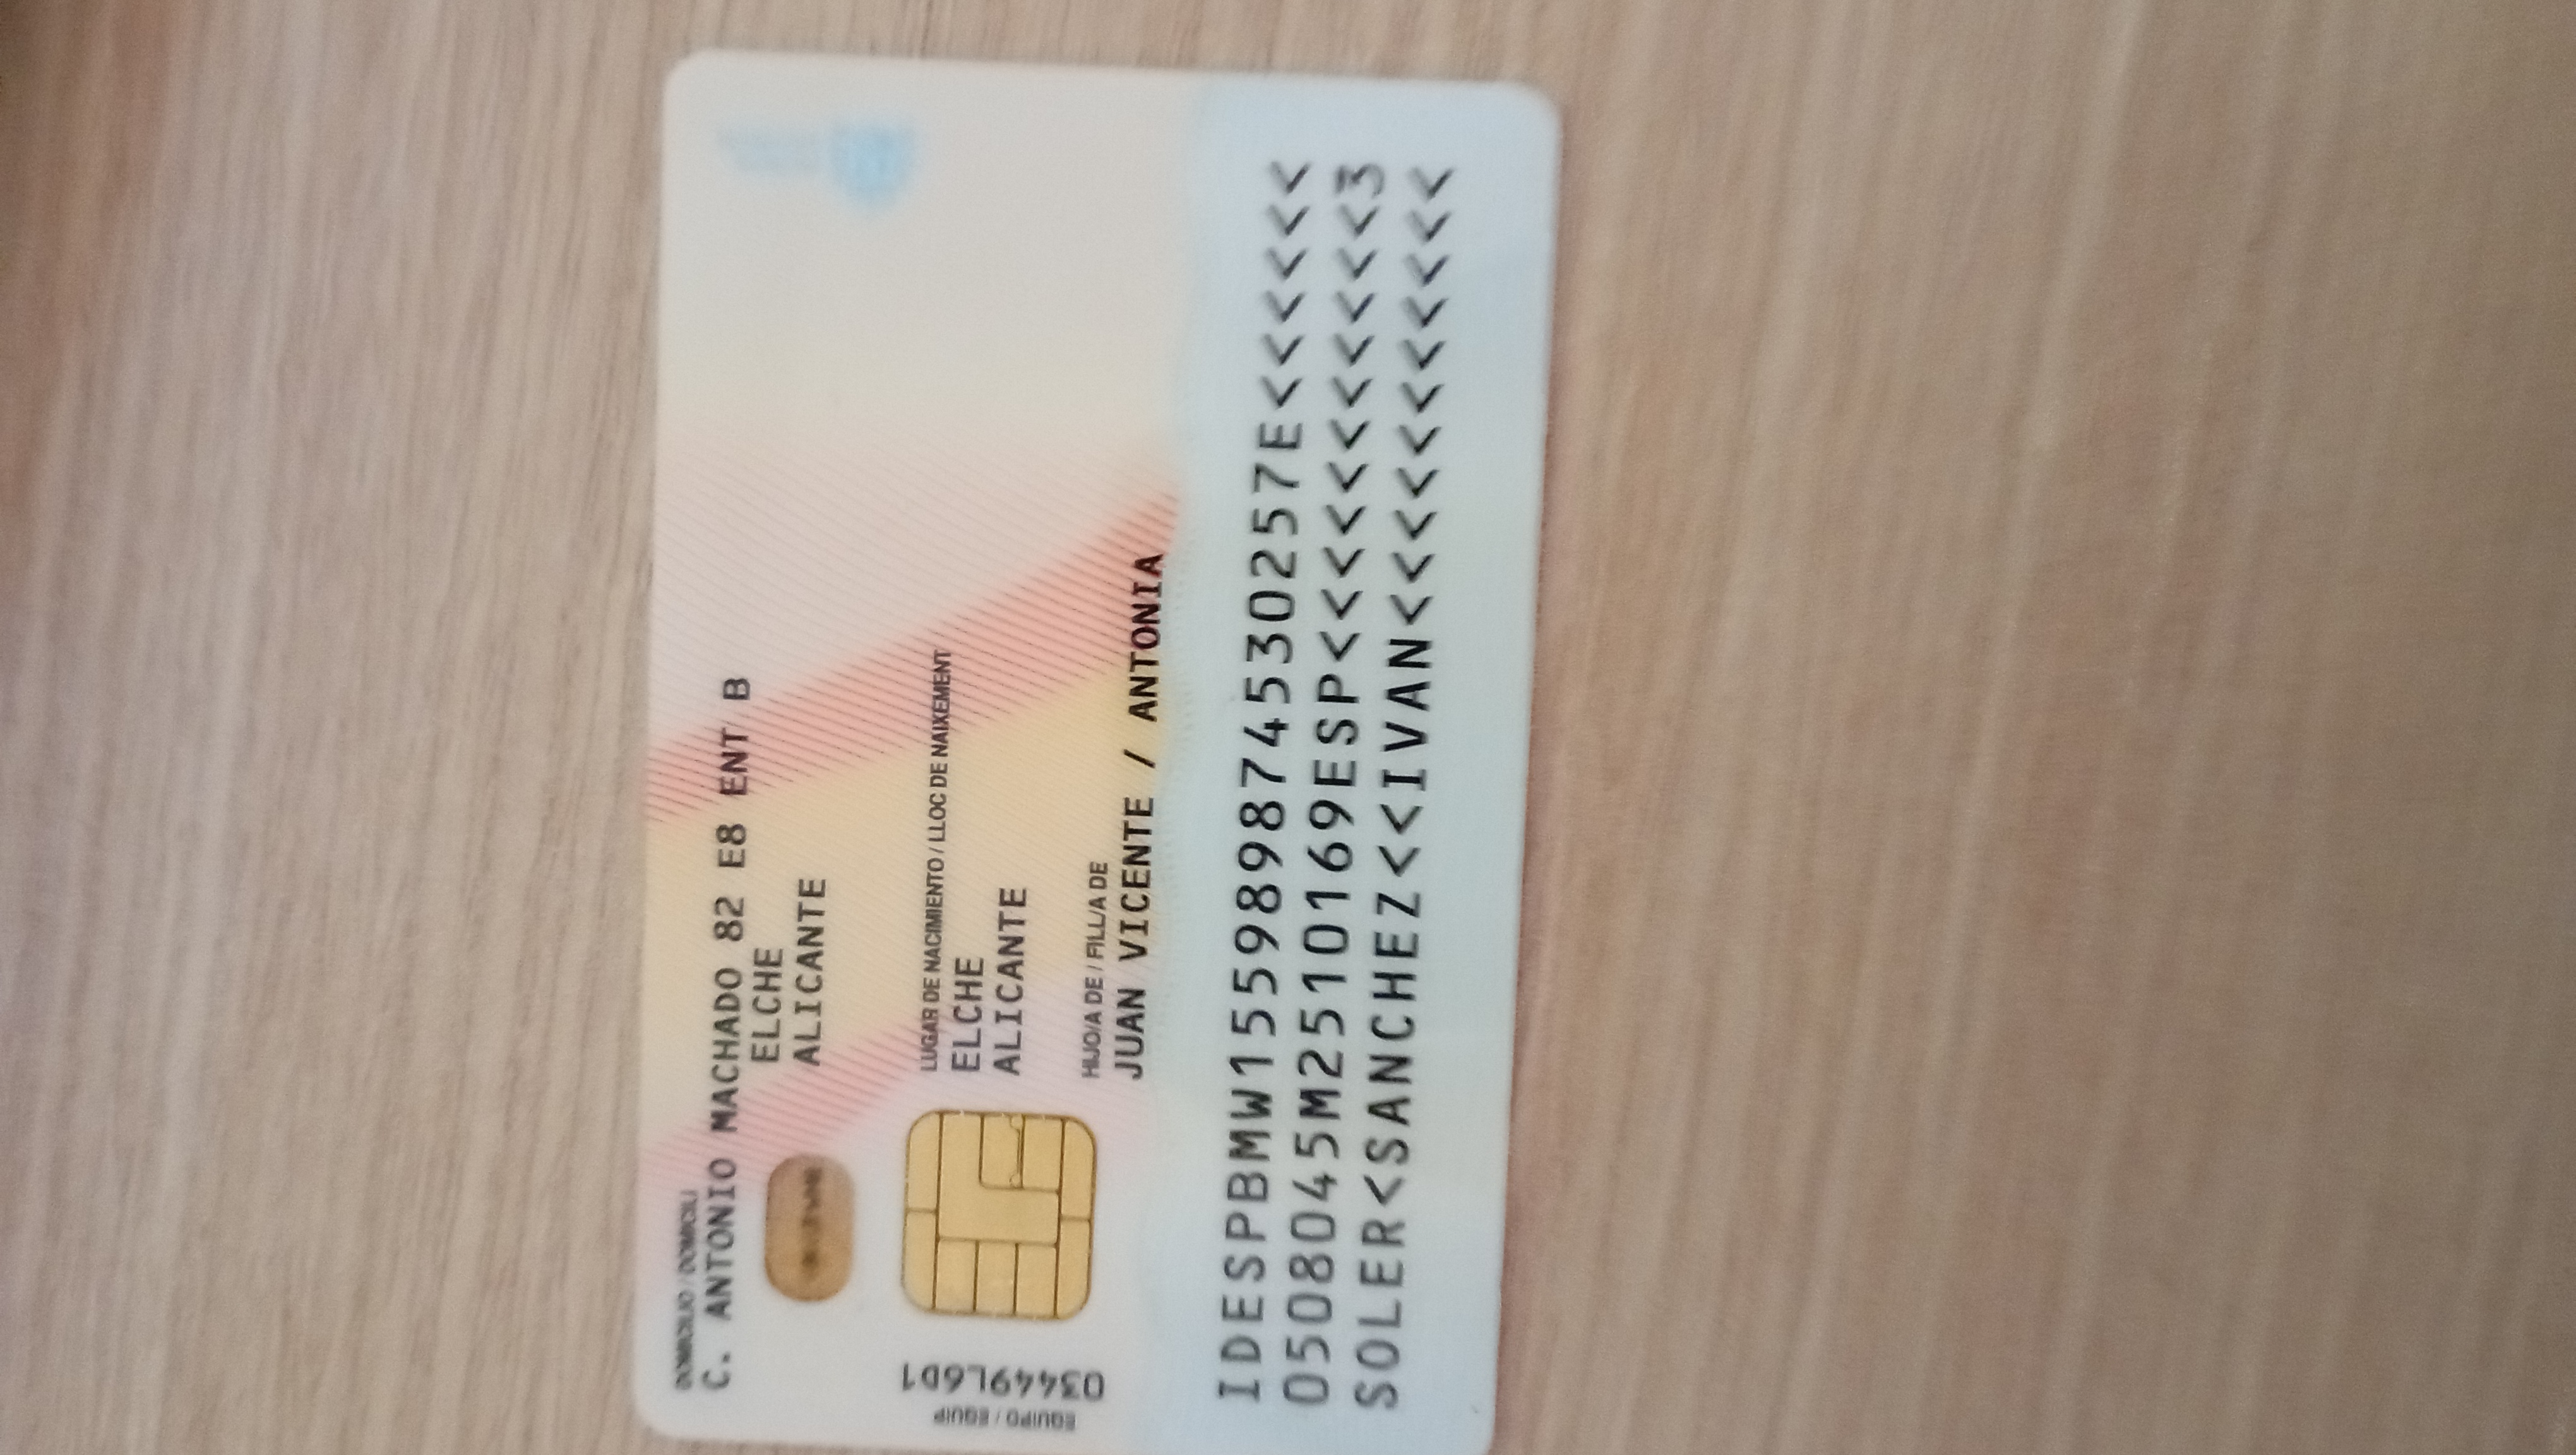 DOMICILIO / DOMICILI
C. ANTONIO MACHADO 82 E8 ENT B
ELCHE
ALICANTE
EQUIPO / EQUIP
03449L6D1
LUGAR DE NACIMIENTO / LLOC DE NAIXEMENT
ELCHE
ALICANTE
HIJO/A DE / FILL/A DE
JUAN VICENTE / ANTONIA
IDESPBMW155989874530257E<<<<<<
0508045M2510169ESP<<<<<<<<<<<3
SOLER<SANCHEZ<<IVAN<<<<<<<<<<<